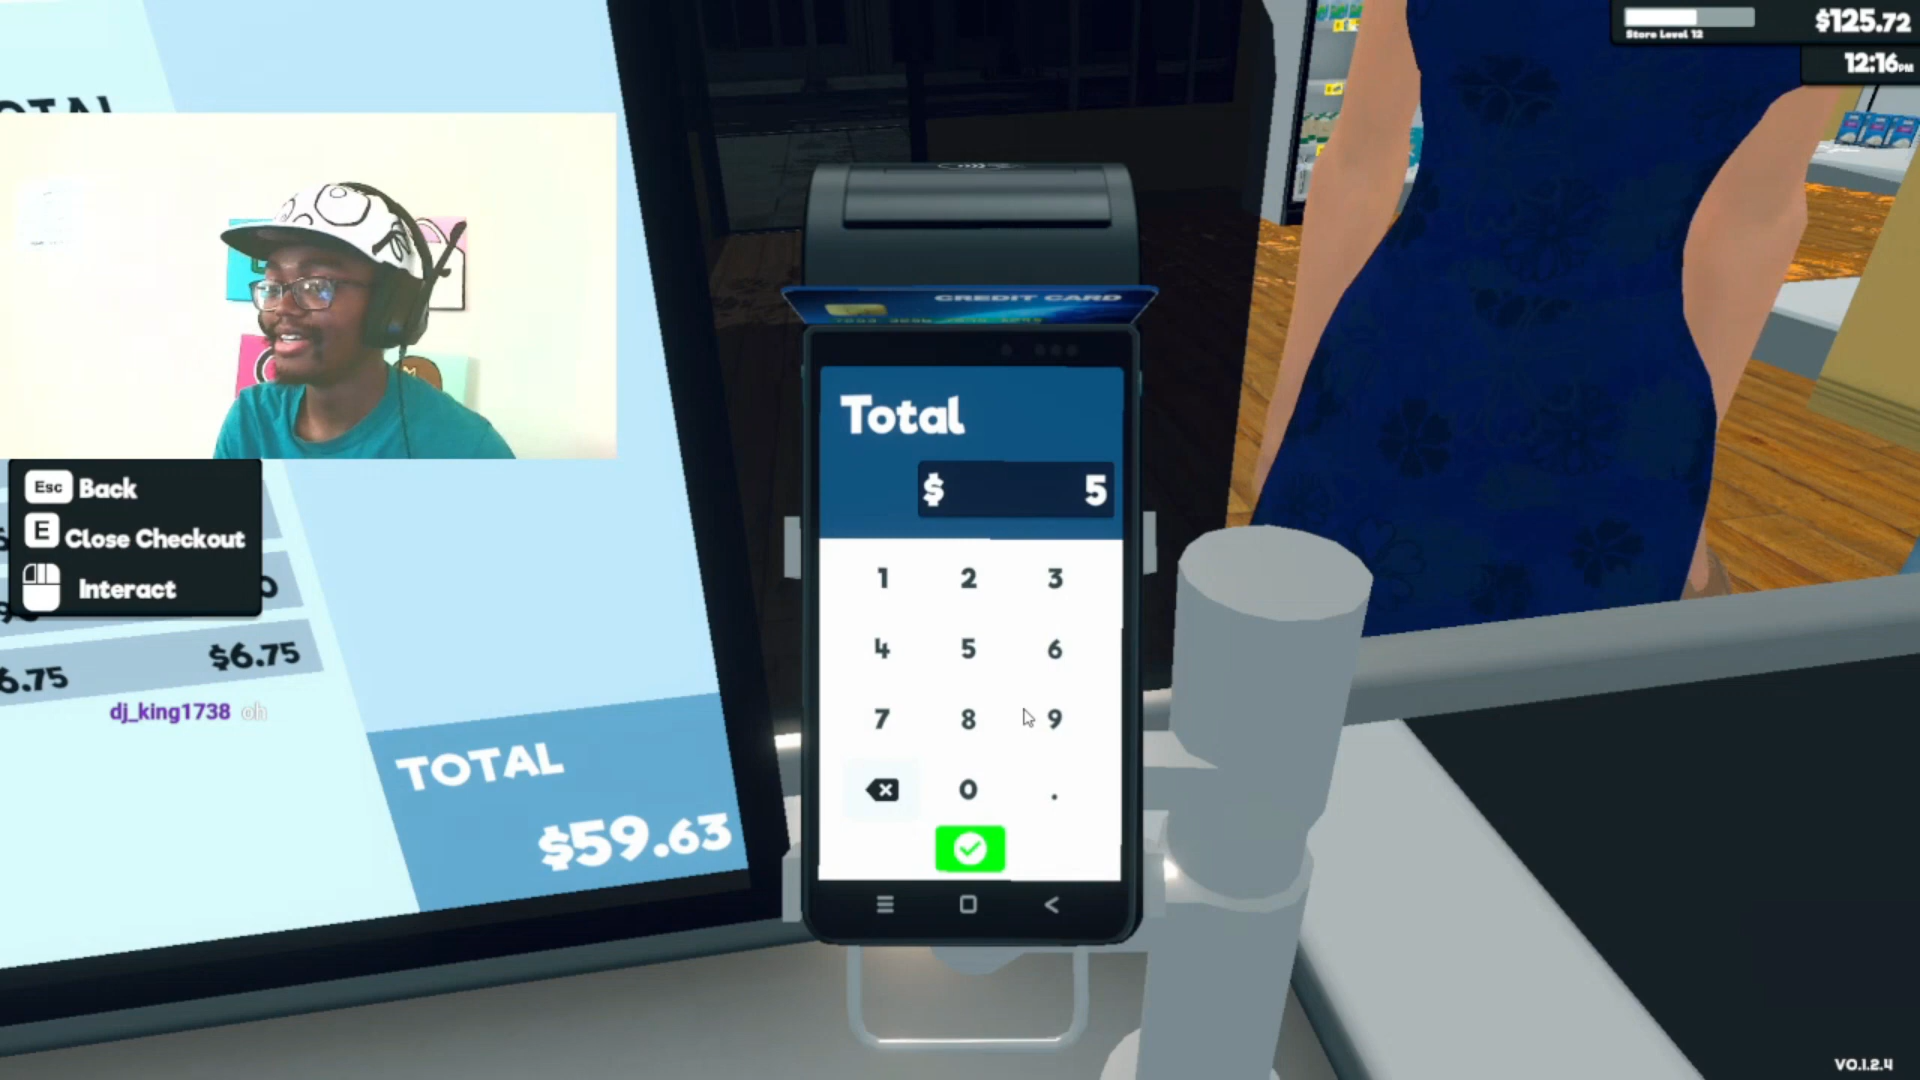 $125.72
Store Level 12
12:16PM
TOTAL
CREDIT CARD
Total
$ 5
Esc Back
E Close Checkout
Interact
1 2 3
4 5 6
7 8 9
0 .
6.75 $6.75
dj_king1738 oh
TOTAL
$59.63
V0.1.2.4